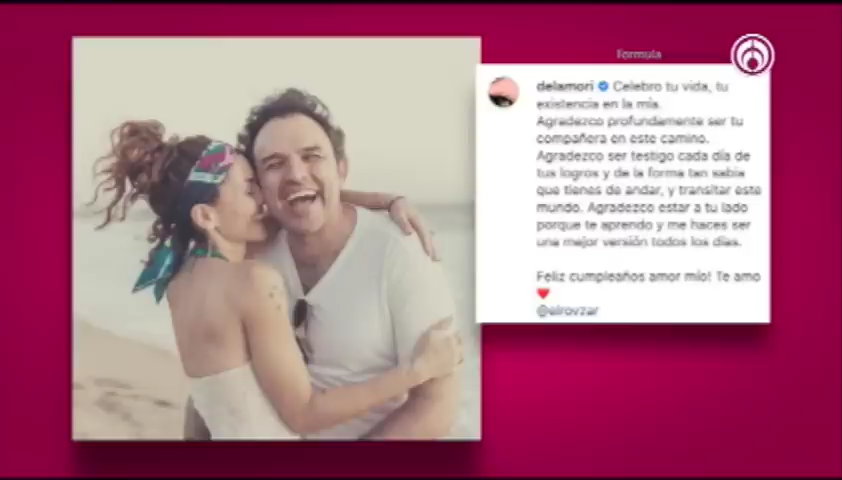 Formula
delamori Celebro tu vida, tu
existencia en la mía.
Agradezco profundamente ser tu
compañera en este camino.
Agradezco ser testigo cada día de
tus logros y de la forma tan sabia
que tienes de andar, y transitar este
mundo. Agradezco estar a tu lado
porque te aprendo y me haces ser
una mejor versión todos los días.
Feliz cumpleaños amor mío! Te amo
@elrovzar